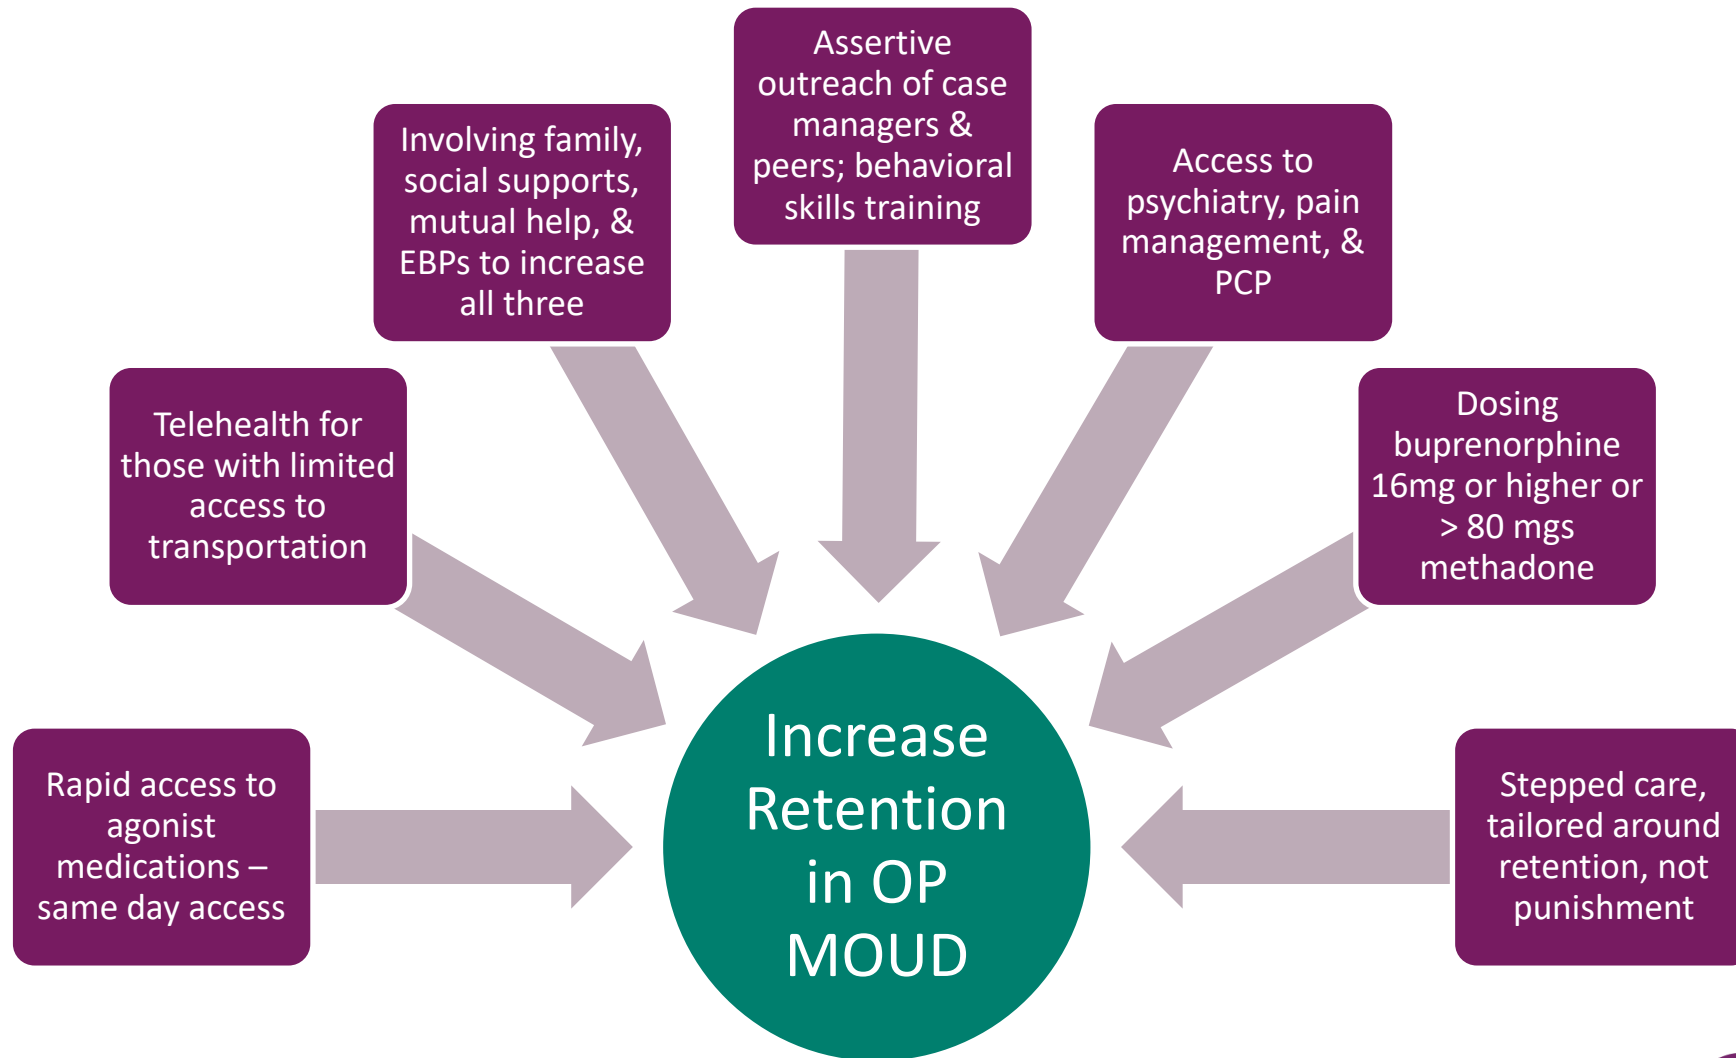 Rapid access to
agonist
medications –
same day access
Telehealth for
those with limited
access to
transportation
Involving family,
social supports,
mutual help, &
EBPs to increase
all three
Assertive
outreach of case
managers &
peers; behavioral
skills training
Access to
psychiatry, pain
management, &
PCP
Dosing
buprenorphine
16mg or higher or
> 80 mgs
methadone
Stepped care,
tailored around
retention, not
punishment
Increase
Retention
in OP
MOUD